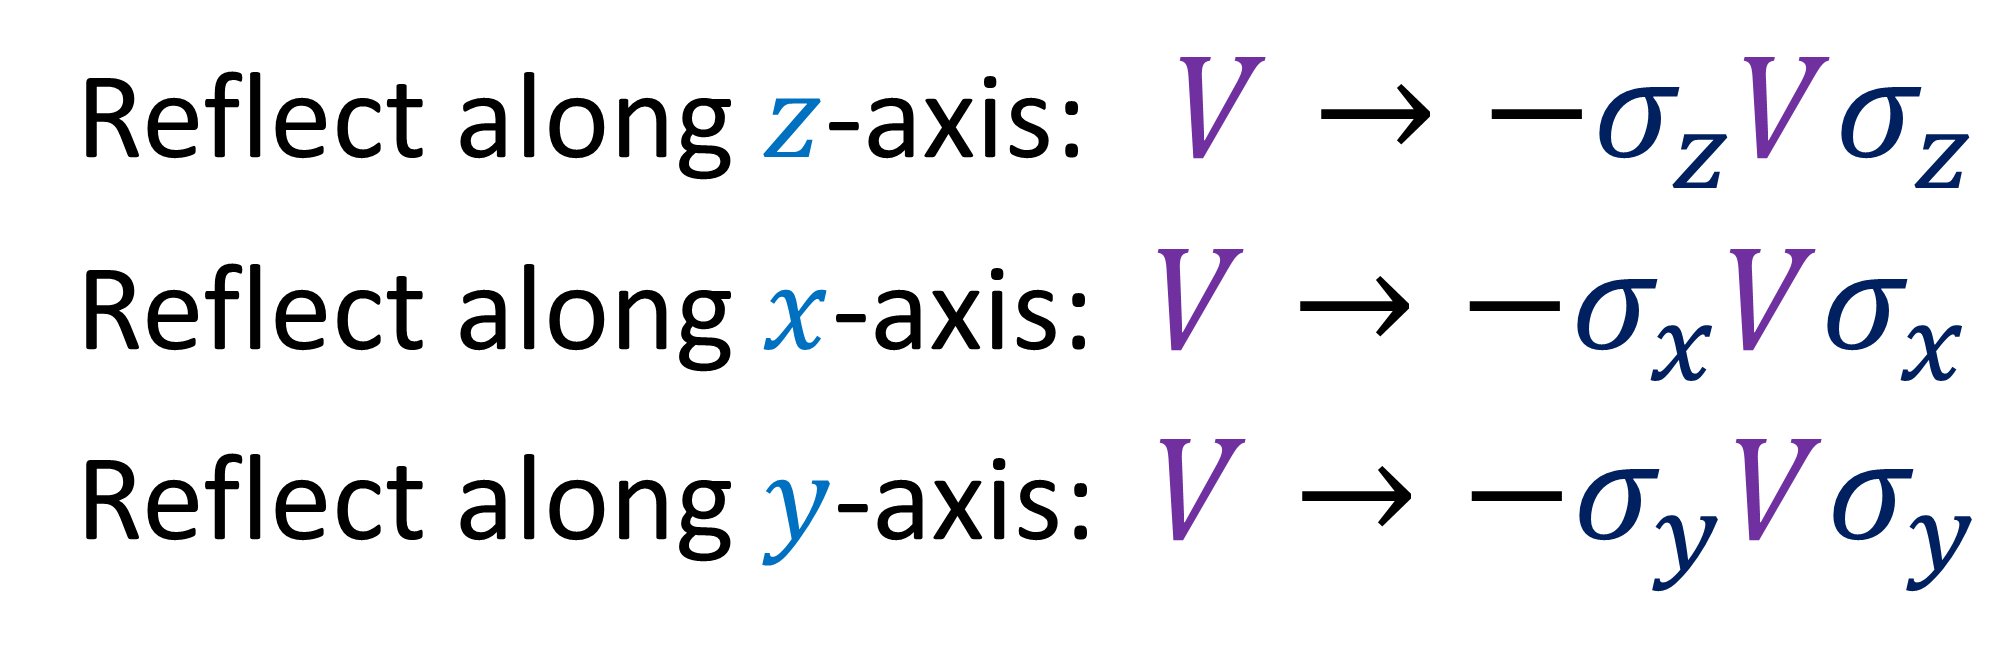 Reflect along z-axis: V → −σ_z V σ_z
Reflect along x-axis: V → −σ_x V σ_x
Reflect along y-axis: V → −σ_y V σ_y